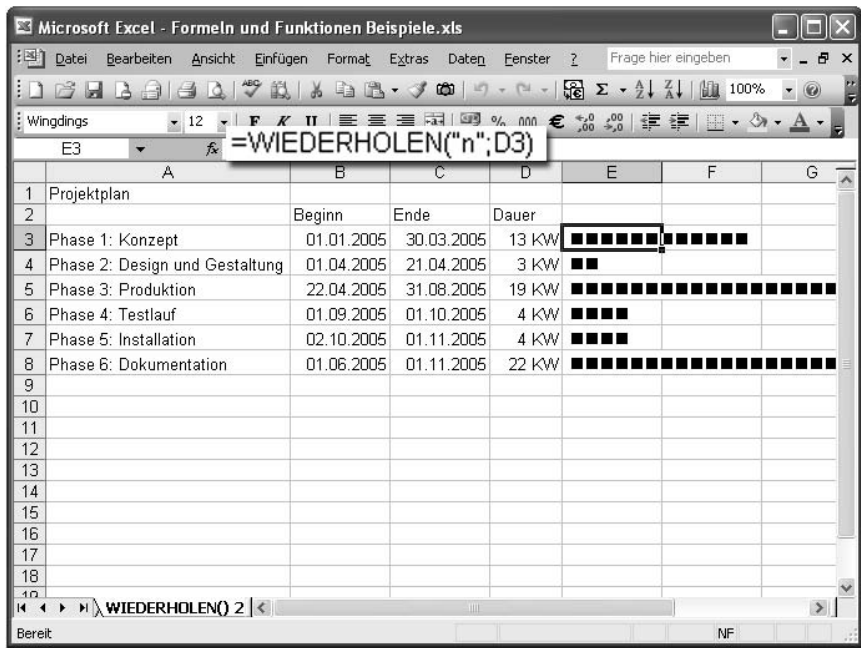 Microsoft Excel - Formeln und Funktionen Beispiele.xls
Datei Bearbeiten Ansicht Einfügen Format Extras Daten Fenster ? Frage hier eingeben
100%
Wingdings 12 F K U % 000 €
E3 fx =WIEDERHOLEN("n";D3)
A B C D E F G
1 Projektplan
2 Beginn Ende Dauer
3 Phase 1: Konzept 01.01.2005 30.03.2005 13 KW
4 Phase 2: Design und Gestaltung 01.04.2005 21.04.2005 3 KW
5 Phase 3: Produktion 22.04.2005 31.08.2005 19 KW
6 Phase 4: Testlauf 01.09.2005 01.10.2005 4 KW
7 Phase 5: Installation 02.10.2005 01.11.2005 4 KW
8 Phase 6: Dokumentation 01.06.2005 01.11.2005 22 KW
9
10
11
12
13
14
15
16
17
18
19
WIEDERHOLEN() 2
Bereit NF